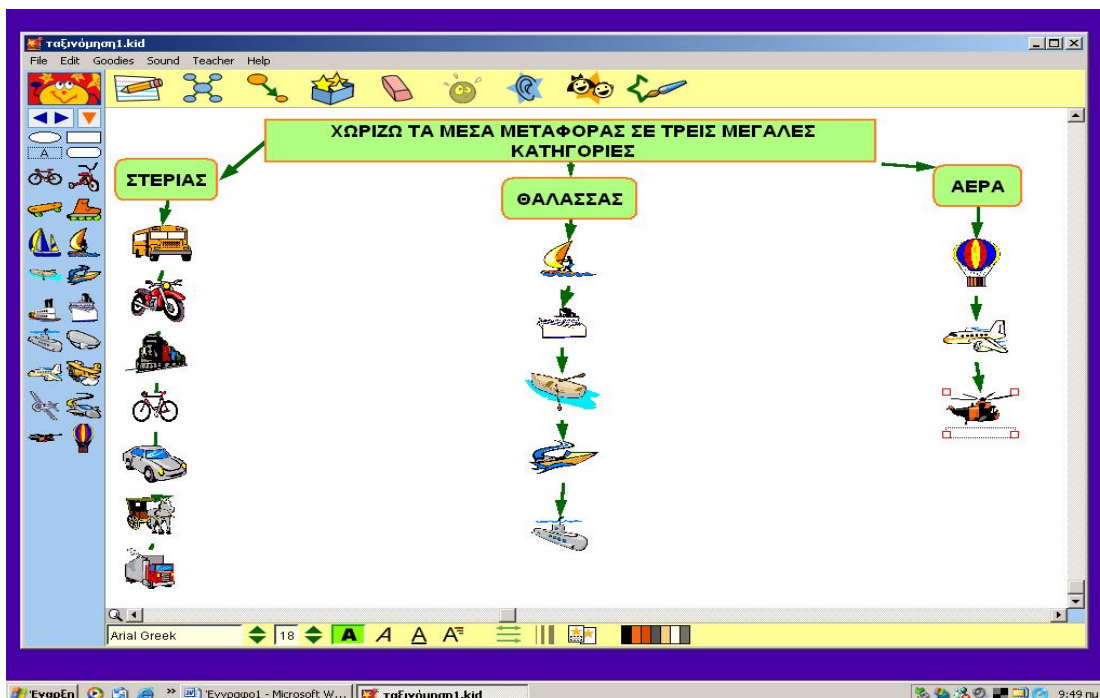 ταξινόμηση1.kid
File Edit Goodies Sound Teacher Help
A
ΧΩΡΙΖΩ ΤΑ ΜΕΣΑ ΜΕΤΑΦΟΡΑΣ ΣΕ ΤΡΕΙΣ ΜΕΓΑΛΕΣ
ΚΑΤΗΓΟΡΙΕΣ
ΣΤΕΡΙΑΣ
ΘΑΛΑΣΣΑΣ
ΑΕΡΑ
Arial Greek 18 A A A A
Έναρξη » Έγγραφο1 - Microsoft W... ταξινόμηση1.kid 9:49 πμ